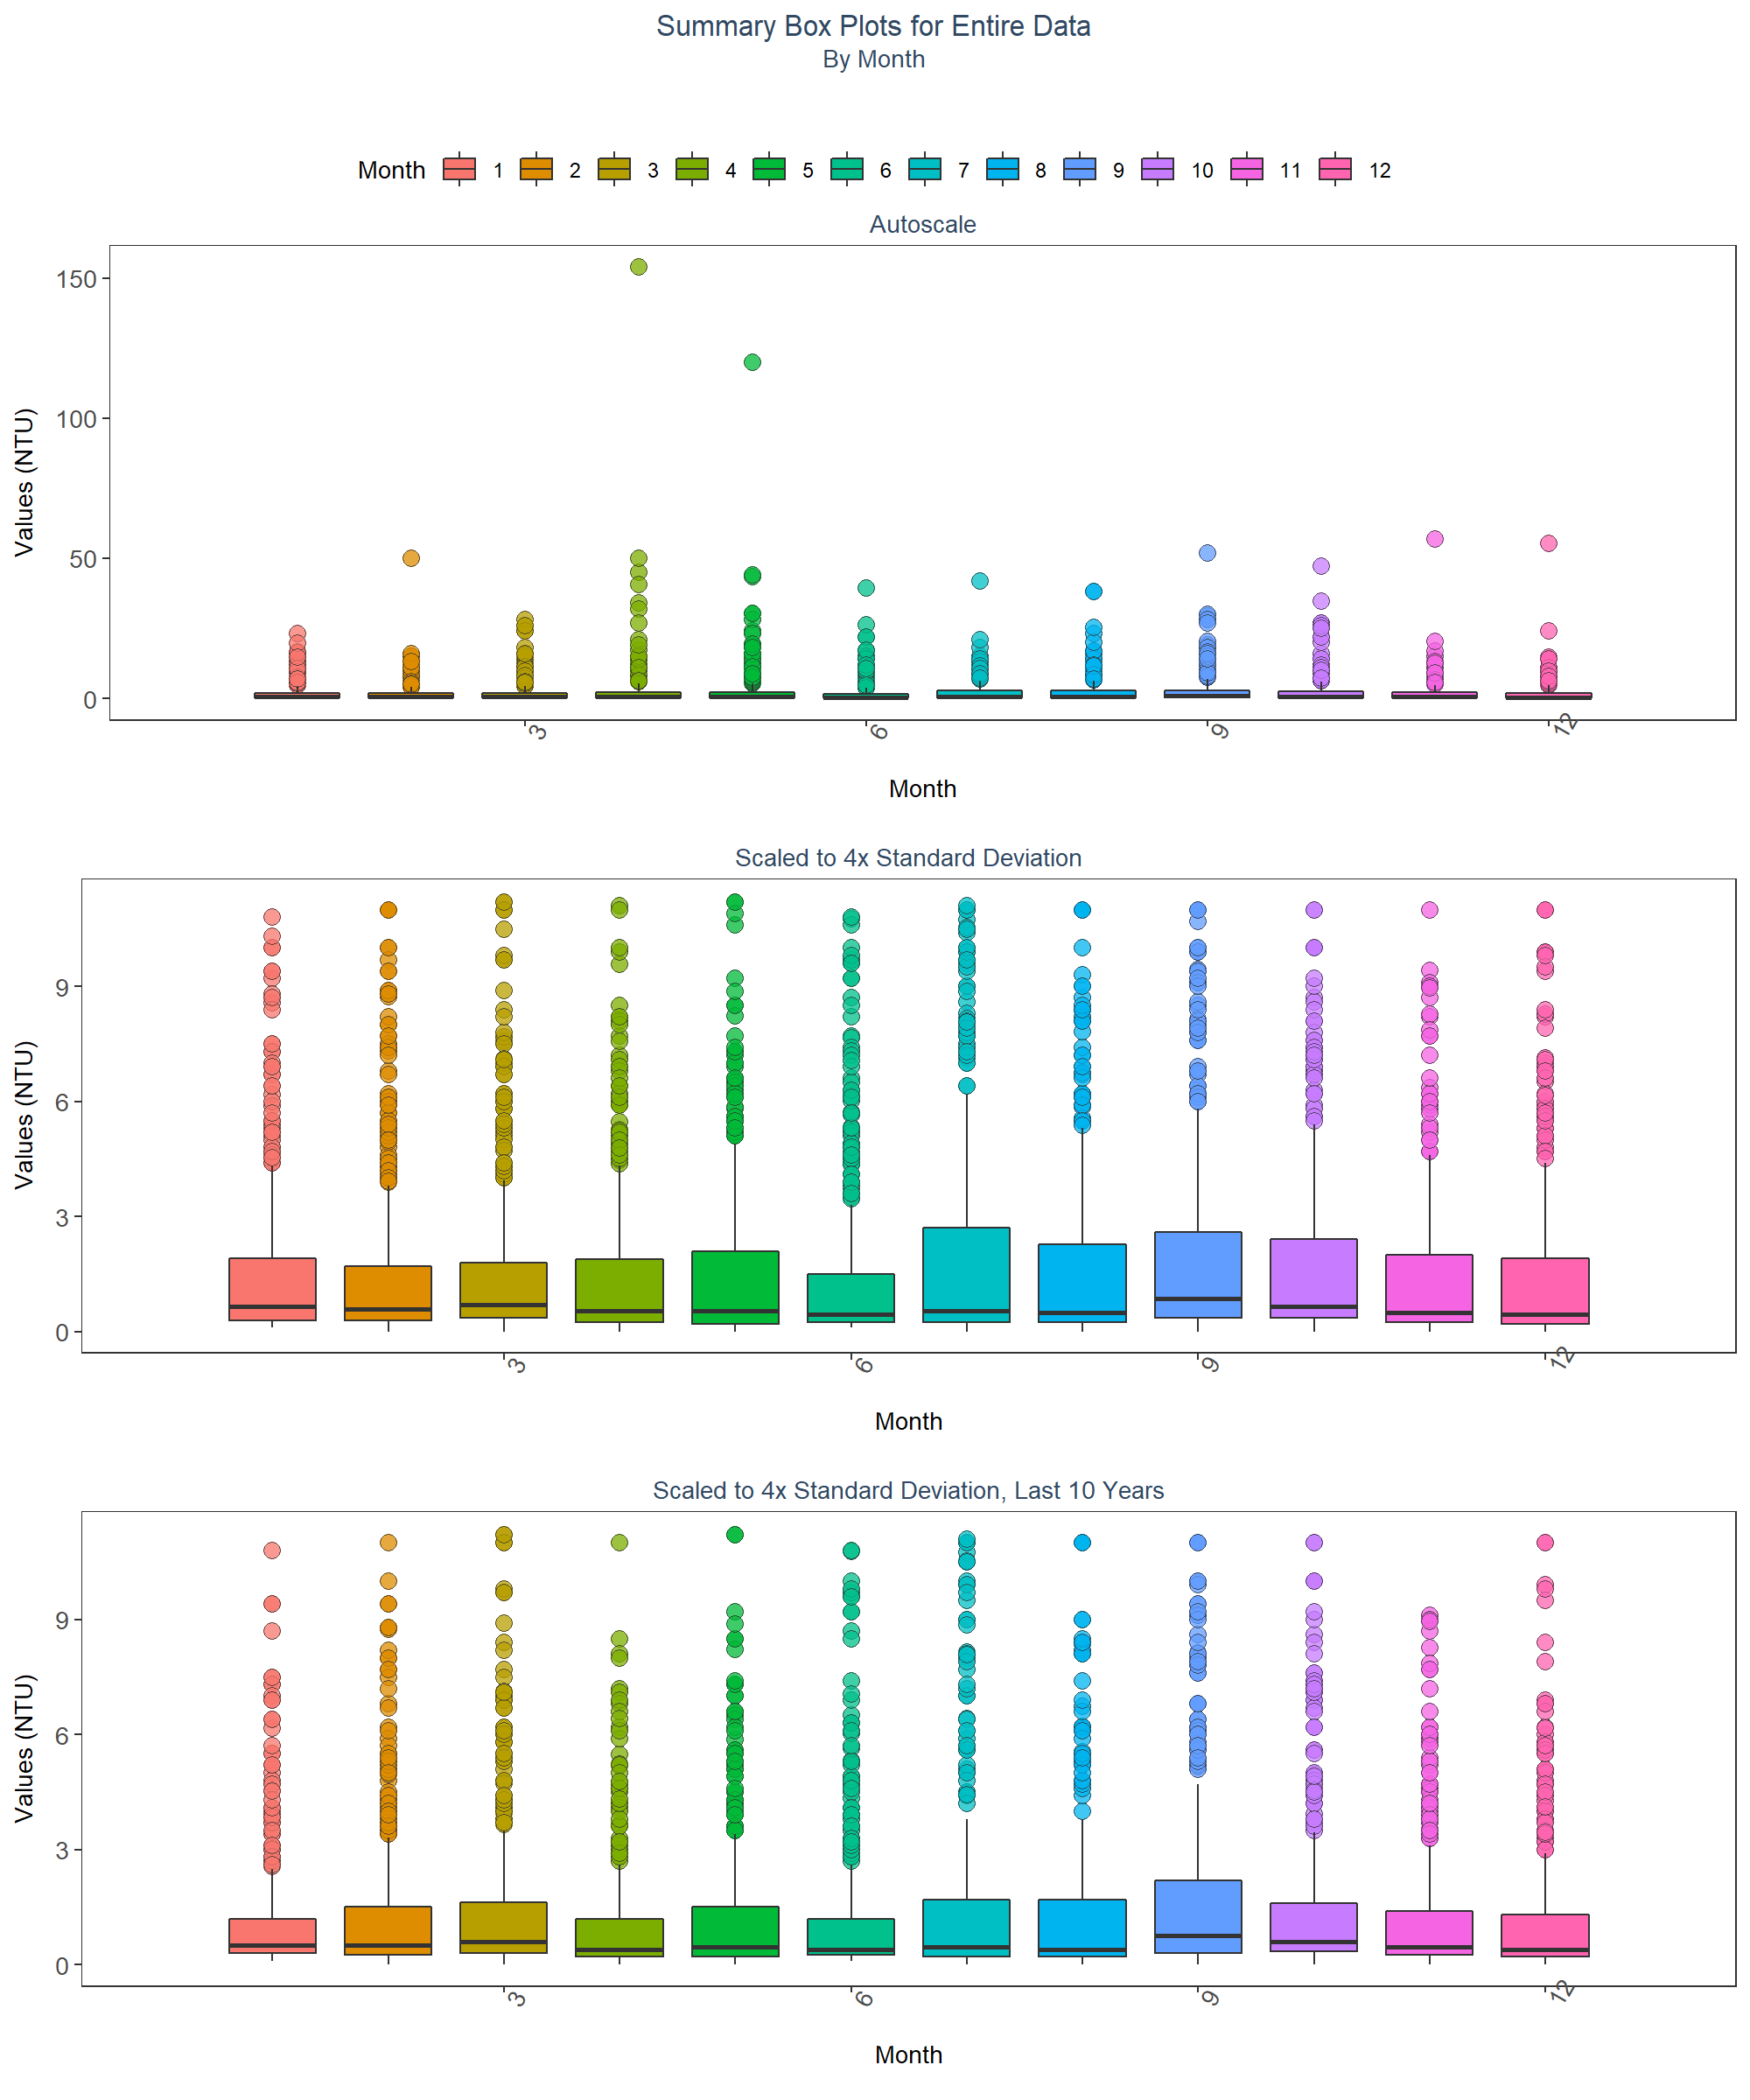 Summary Box Plots for Entire Data
By Month
Month 1 2 3 4 5 6 7 8 9 10 11 12
Autoscale
Values (NTU)
150
100
50
0
3 6 9 12
Month
Scaled to 4x Standard Deviation
Values (NTU)
9
6
3
0
3 6 9 12
Month
Scaled to 4x Standard Deviation, Last 10 Years
Values (NTU)
9
6
3
0
3 6 9 12
Month